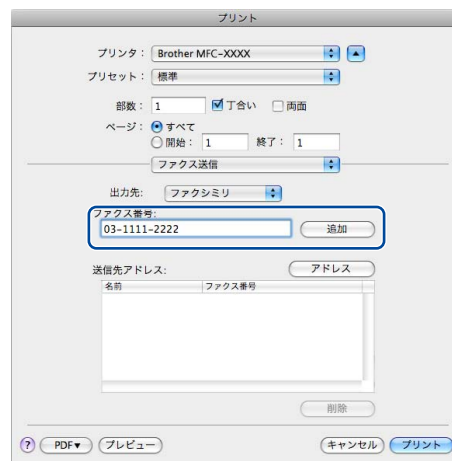 プリント
プリンタ： Brother MFC-XXXX
プリセット： 標準
部数： 1 丁合い 両面
ページ： すべて
開始： 1 終了： 1
ファクス送信
出力先： ファクシミリ
ファクス番号:
03-1111-2222 追加
送信先アドレス: アドレス
名前 ファクス番号
削除
? PDF▼ プレビュー キャンセル プリント